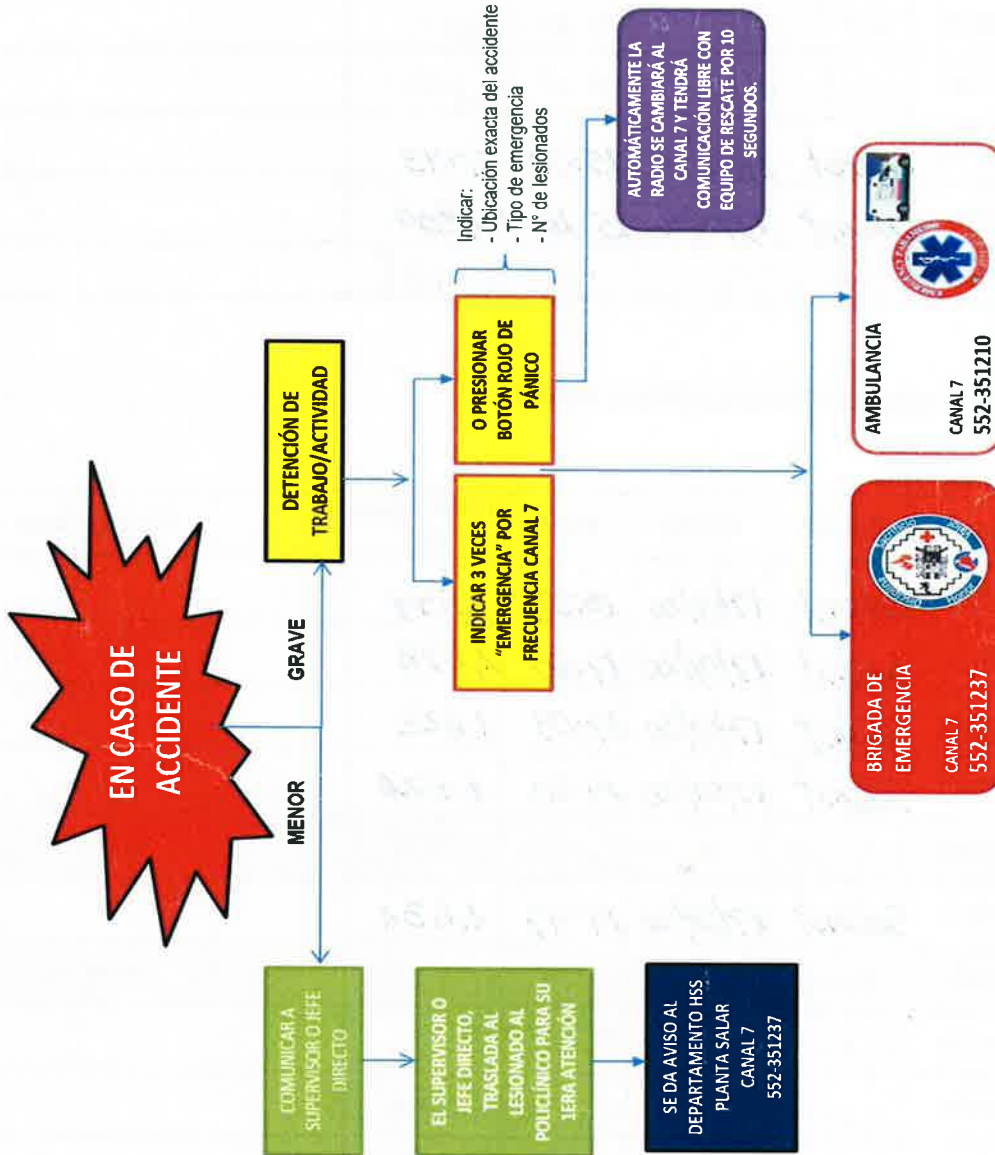 EN CASO DE
ACCIDENTE
MENOR
GRAVE
COMUNICAR A
SUPERVISOR O JEFE
DIRECTO
EL SUPERVISOR O
JEFE DIRECTO,
TRASLADA AL
LESIONADO AL
POLICLÍNICO PARA SU
1ERA ATENCIÓN
SE DA AVISO AL
DEPARTAMENTO HSS
PLANTA SALAR
CANAL 7
552-351237
DETENCIÓN DE
TRABAJO/ACTIVIDAD
INDICAR 3 VECES
"EMERGENCIA" POR
FRECUENCIA CANAL 7
O PRESIONAR
BOTÓN ROJO DE
PÁNICO
Indicar:
- Ubicación exacta del accidente
- Tipo de emergencia
- N° de lesionados
AUTOMÁTICAMENTE LA
RADIO SE CAMBIARÁ AL
CANAL 7 Y TENDRÁ
COMUNICACIÓN LIBRE CON
EQUIPO DE RESCATE POR 10
SEGUNDOS.
BRIGADA DE
EMERGENCIA
CANAL 7
552-351237
Sacrificio
Honor
AMBULANCIA
CANAL 7
552-351210